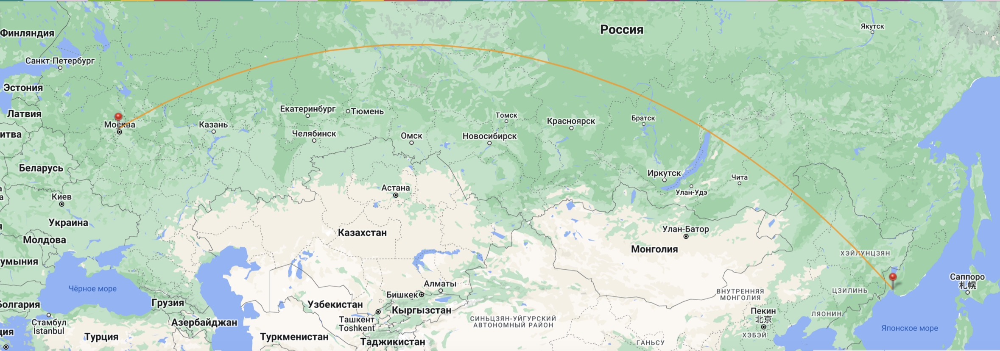 Финляндия
Россия
Якутск
Санкт-Петербург
Эстония
Латвия
Москва
Казань
Екатеринбург
Тюмень
Челябинск
Омск
Новосибирск
Томск
Красноярск
Братск
итва
Беларусь
Иркутск
Чита
Улан-Удэ
Астана
а
а
Киев
Украина
я
Молдова
Казахстан
Улан-Батор
Монголия
ХЭЙЛУНЦЗЯН
умыния
Чёрное море
Алматы
Бишкек
Саппоро
札幌
ЦЗИЛИНЬ
ВНУТРЕННЯЯ
МОНГОЛИЯ
Болгария
Грузия
Узбекистан
Кыргызстан
Пекин
北京
ЛЯОНИН
Стамбул
İstanbul
Азербайджан
Ташкент
Toshkent
СИНЬЦЗЯН-УЙГУРСКИЙ
АВТОНОМНЫЙ РАЙОН
Японское море
ция
Турция
Туркменистан
Таджикистан
ГАНЬСУ
ХЭБЭЙ